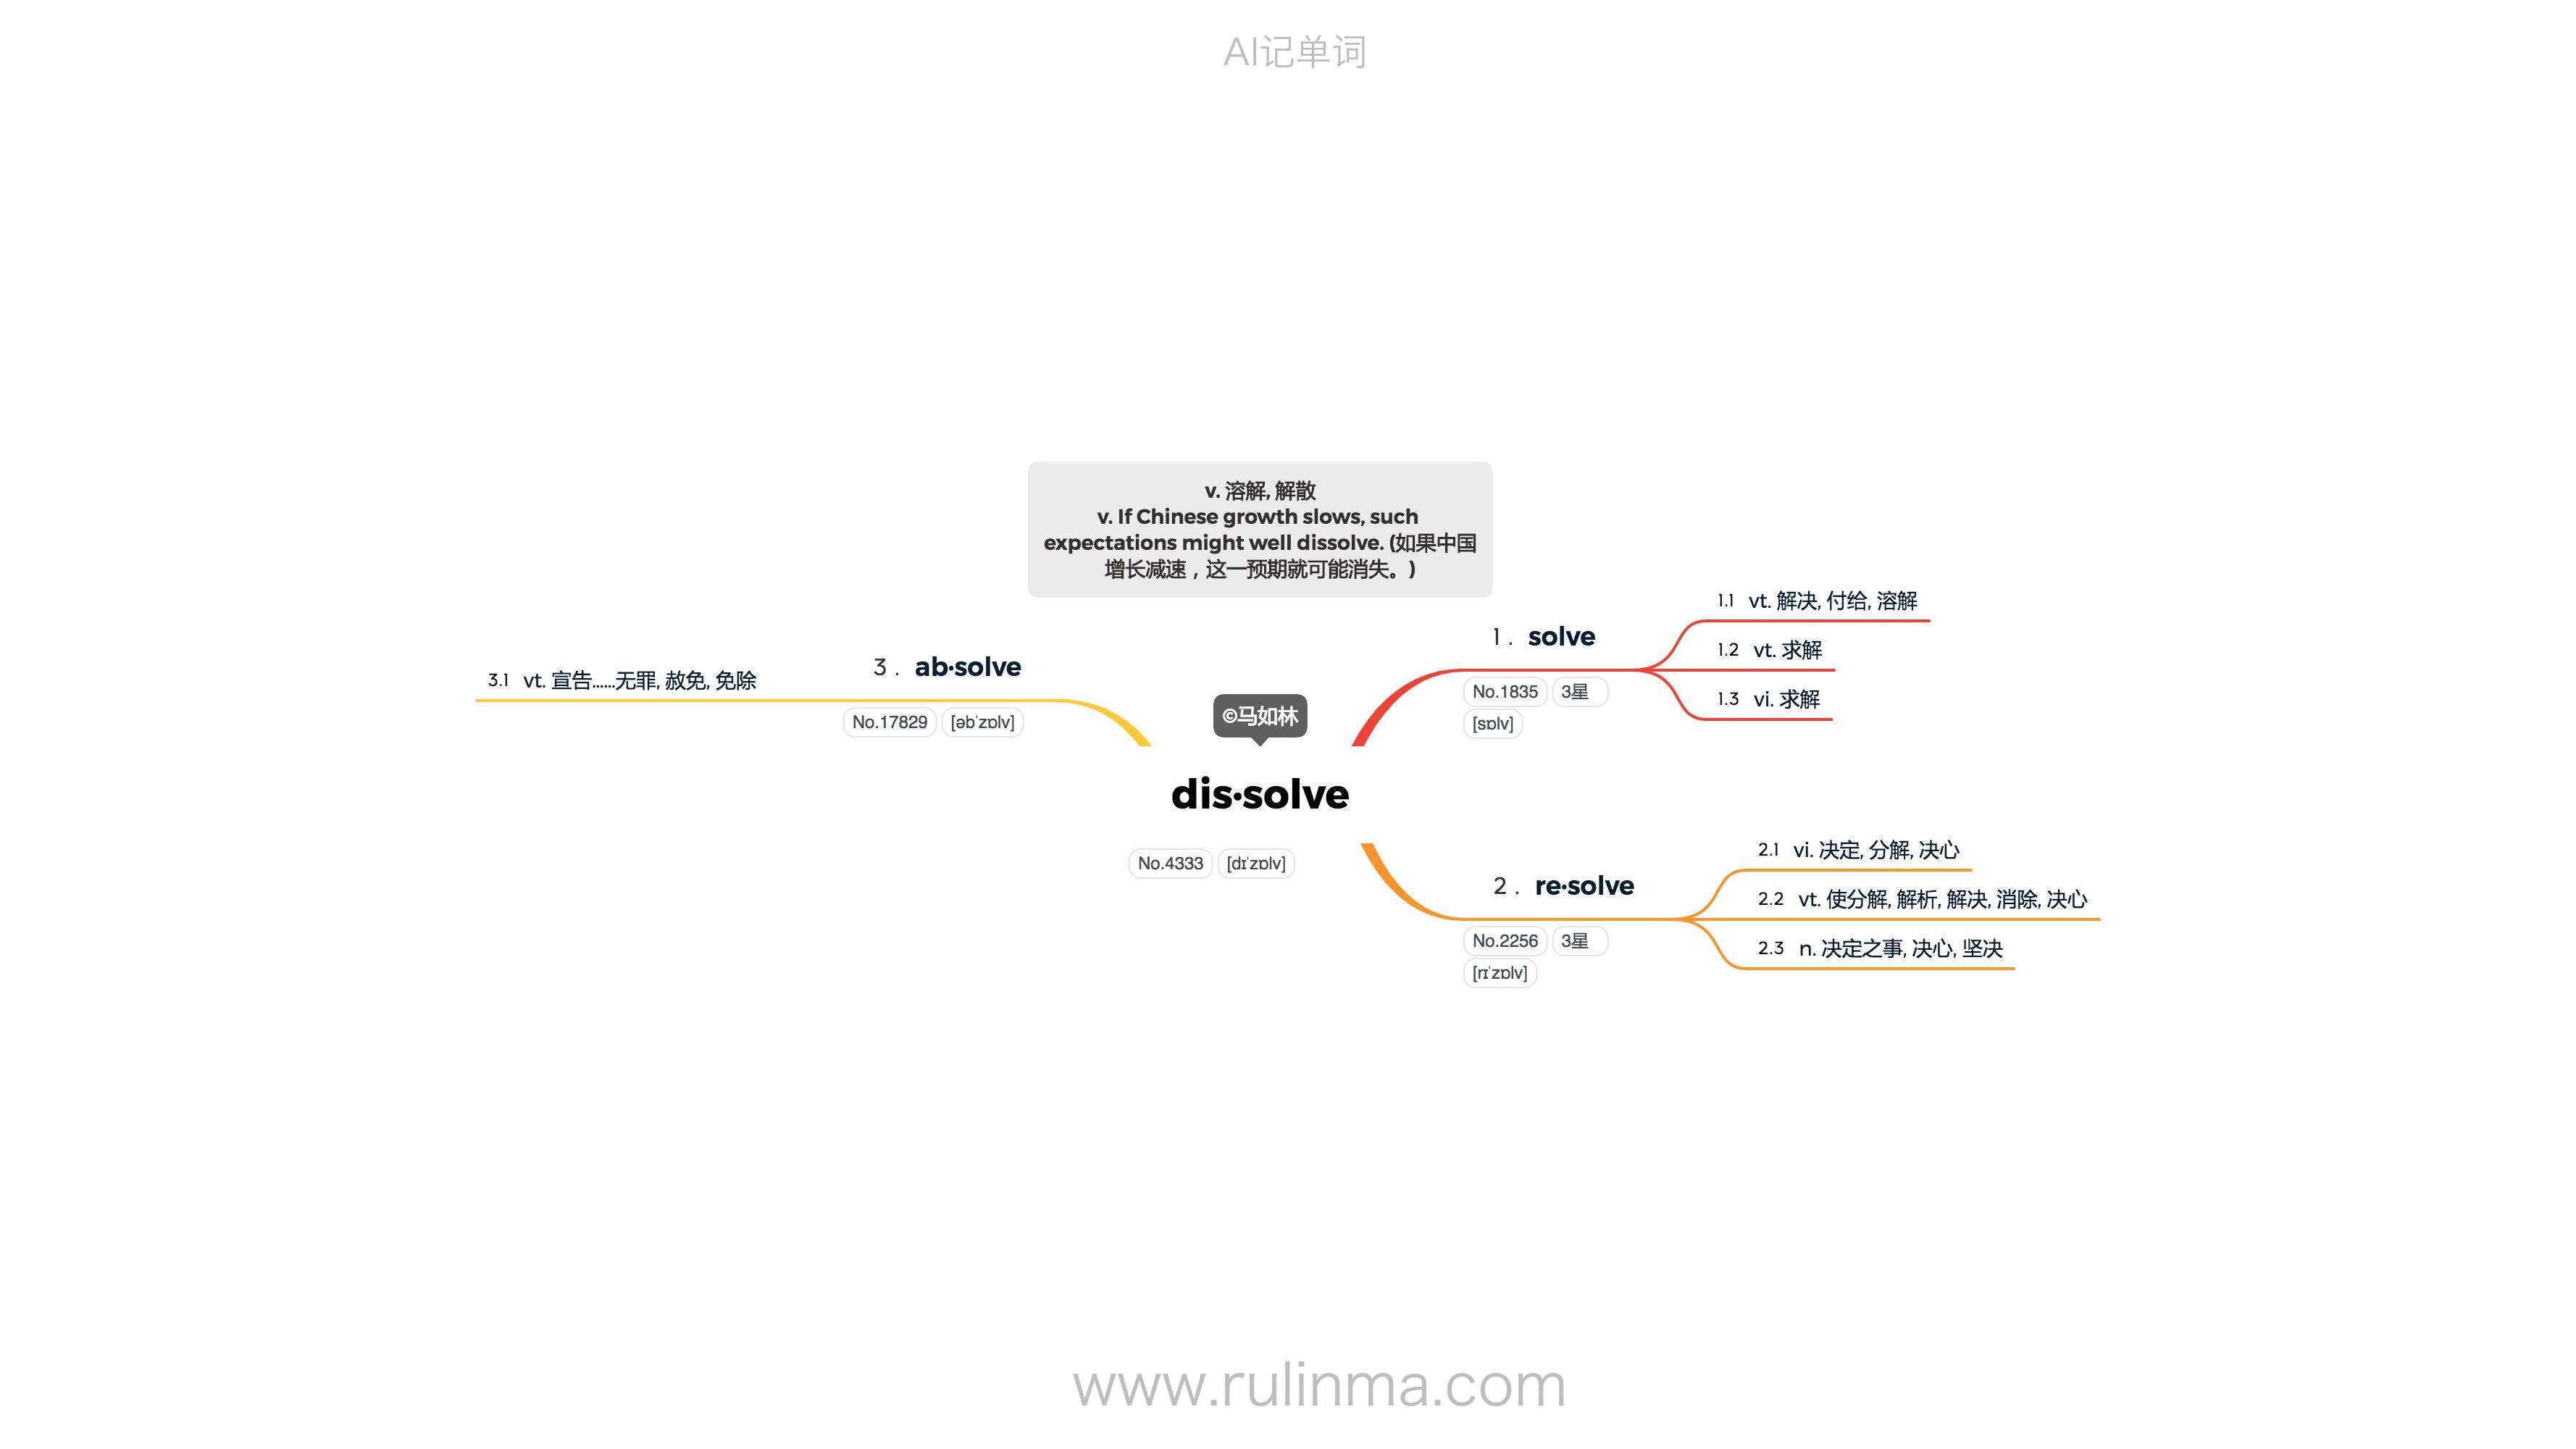 AI记单词
v. 溶解, 解散
v. If Chinese growth slows, such
expectations might well dissolve. (如果中国
增长减速，这一预期就可能消失。)
©马如林
dis·solve
No.4333 [dɪˈzɒlv]
1. solve
No.1835 3星
[sɒlv]
1.1 vt. 解决, 付给, 溶解
1.2 vt. 求解
1.3 vi. 求解
2. re·solve
No.2256 3星
[rɪˈzɒlv]
2.1 vi. 决定, 分解, 决心
2.2 vt. 使分解, 解析, 解决, 消除, 决心
2.3 n. 决定之事, 决心, 坚决
3. ab·solve
No.17829 [əbˈzɒlv]
3.1 vt. 宣告......无罪, 赦免, 免除
www.rulinma.com